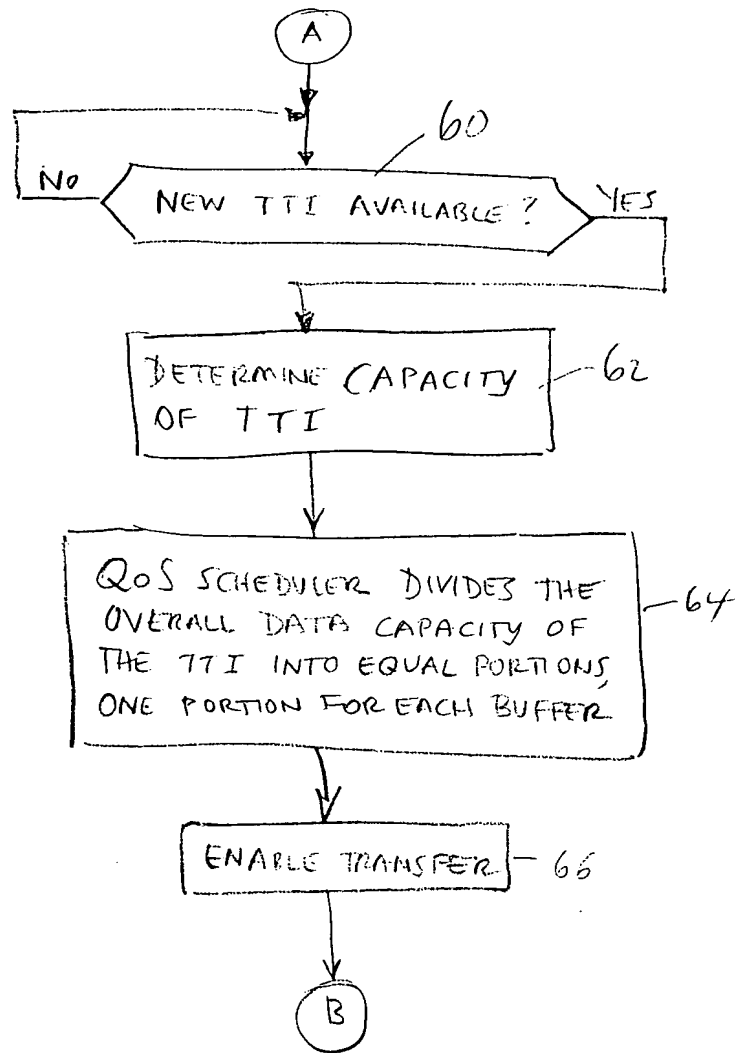 A
60
NO
NEW TTI AVAILABLE?
YES
DETERMINE CAPACITY
OF TTI
62
QoS SCHEDULER DIVIDES THE
OVERALL DATA CAPACITY OF
THE TTI INTO EQUAL PORTIONS,
ONE PORTION FOR EACH BUFFER
64
ENABLE TRANSFER
66
B